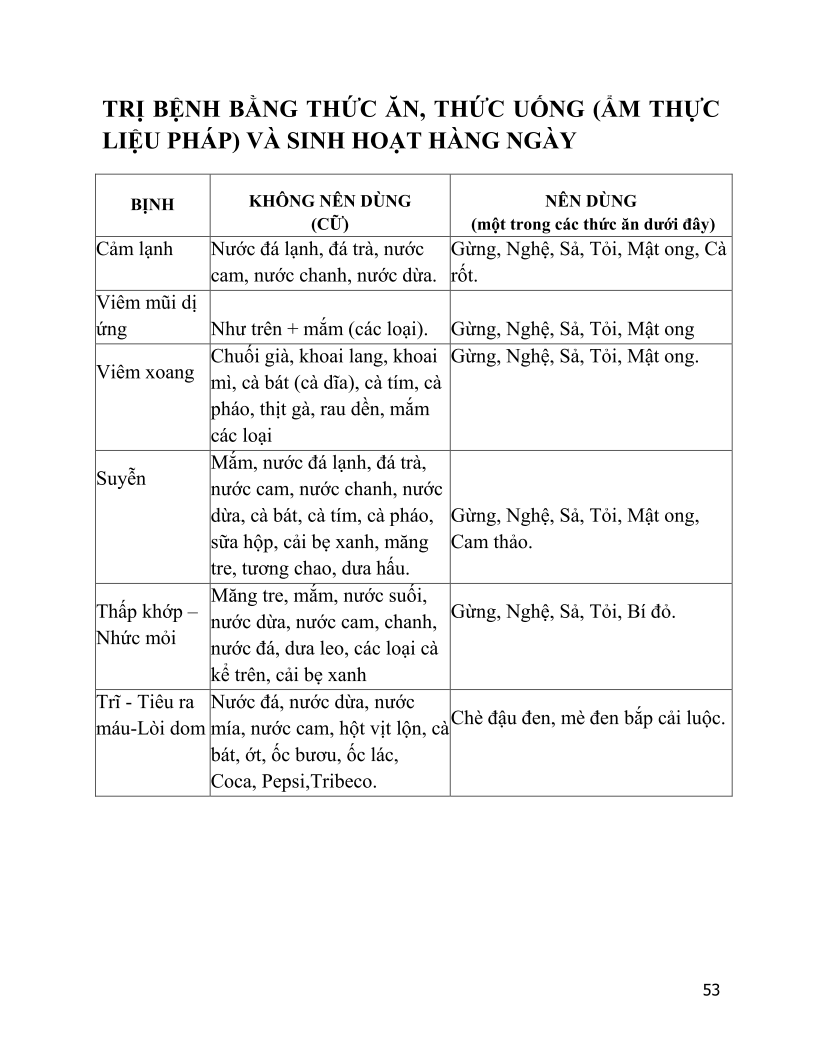 TRỊ BỆNH BẰNG THỨC ĂN, THỨC UỐNG (ẨM THỰC
LIỆU PHÁP) VÀ SINH HOẠT HÀNG NGÀY
BỊNH
KHÔNG NÊN DÙNG
(CỮ)
NÊN DÙNG
(một trong các thức ăn dưới đây)
Cảm lạnh
Nước đá lạnh, đá trà, nước
cam, nước chanh, nước dừa.
Gừng, Nghệ, Sả, Tỏi, Mật ong, Cà
rốt.
Viêm mũi dị
ứng
Như trên + mắm (các loại).
Gừng, Nghệ, Sả, Tỏi, Mật ong
Viêm xoang
Chuối già, khoai lang, khoai
mì, cà bát (cà dĩa), cà tím, cà
pháo, thịt gà, rau dền, mắm
các loại
Gừng, Nghệ, Sả, Tỏi, Mật ong.
Suyễn
Mắm, nước đá lạnh, đá trà,
nước cam, nước chanh, nước
dừa, cà bát, cà tím, cà pháo,
sữa hộp, cải bẹ xanh, măng
tre, tương chao, dưa hấu.
Gừng, Nghệ, Sả, Tỏi, Mật ong,
Cam thảo.
Thấp khớp –
Nhức mỏi
Măng tre, mắm, nước suối,
nước dừa, nước cam, chanh,
nước đá, dưa leo, các loại cà
kể trên, cải bẹ xanh
Gừng, Nghệ, Sả, Tỏi, Bí đỏ.
Trĩ - Tiêu ra
máu-Lòi dom
Nước đá, nước dừa, nước
mía, nước cam, hột vịt lộn, cà
bát, ớt, ốc bươu, ốc lác,
Coca, Pepsi,Tribeco.
Chè đậu đen, mè đen bắp cải luộc.
53